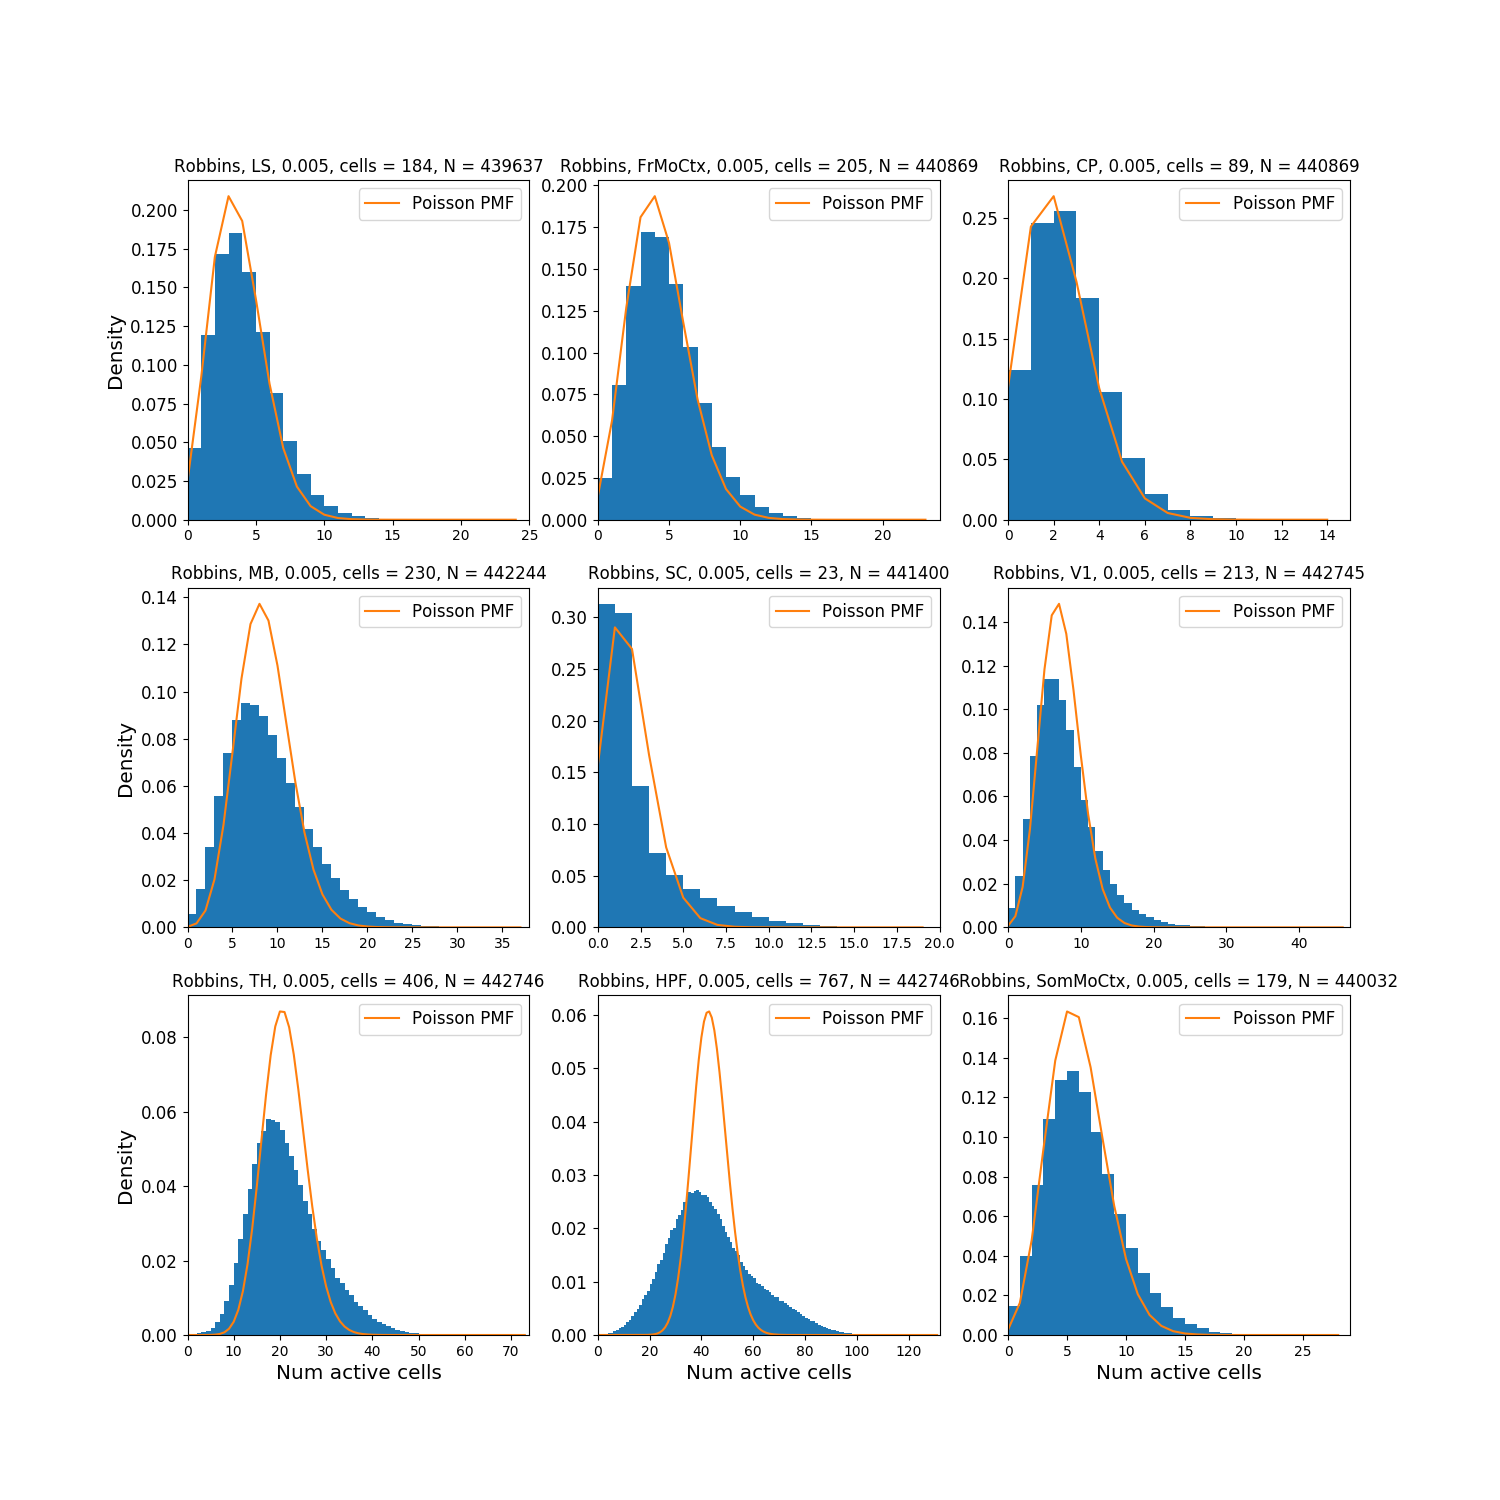 Robbins, LS, 0.005, cells = 184, N = 439637
Robbins, FrMoCtx, 0.005, cells = 205, N = 440869
Robbins, CP, 0.005, cells = 89, N = 440869
Poisson PMF
Poisson PMF
Poisson PMF
Density
0.200
0.175
0.150
0.125
0.100
0.075
0.050
0.025
0.000
0 5 10 15 20 25
0.200
0.175
0.150
0.125
0.100
0.075
0.050
0.025
0.000
0 5 10 15 20
0.25
0.20
0.15
0.10
0.05
0.00
0 2 4 6 8 10 12 14
Robbins, MB, 0.005, cells = 230, N = 442244
Robbins, SC, 0.005, cells = 23, N = 441400
Robbins, V1, 0.005, cells = 213, N = 442745
Poisson PMF
Poisson PMF
Poisson PMF
Density
0.14
0.12
0.10
0.08
0.06
0.04
0.02
0.00
0 5 10 15 20 25 30 35
0.30
0.25
0.20
0.15
0.10
0.05
0.00
0.0 2.5 5.0 7.5 10.0 12.5 15.0 17.5 20.0
0.14
0.12
0.10
0.08
0.06
0.04
0.02
0.00
0 10 20 30 40
Robbins, TH, 0.005, cells = 406, N = 442746
Robbins, HPF, 0.005, cells = 767, N = 442746
Robbins, SomMoCtx, 0.005, cells = 179, N = 440032
Poisson PMF
Poisson PMF
Poisson PMF
Density
0.08
0.06
0.04
0.02
0.00
0 10 20 30 40 50 60 70
Num active cells
0.06
0.05
0.04
0.03
0.02
0.01
0.00
0 20 40 60 80 100 120
Num active cells
0.16
0.14
0.12
0.10
0.08
0.06
0.04
0.02
0.00
0 5 10 15 20 25
Num active cells